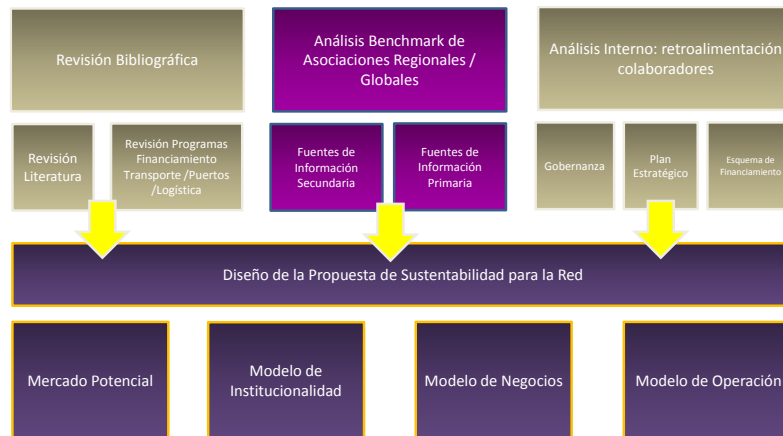 Revisión Bibliográfica
Análisis Benchmark de
Asociaciones Regionales /
Globales
Análisis Interno: retroalimentación
colaboradores
Revisión
Literatura
Revisión Programas
Financiamiento
Transporte /Puertos
/Logística
Fuentes de
Información
Secundaria
Fuentes de
Información
Primaria
Gobernanza
Plan
Estratégico
Esquema de
Financiamiento
Diseño de la Propuesta de Sustentabilidad para la Red
Mercado Potencial
Modelo de
Institucionalidad
Modelo de Negocios
Modelo de Operación